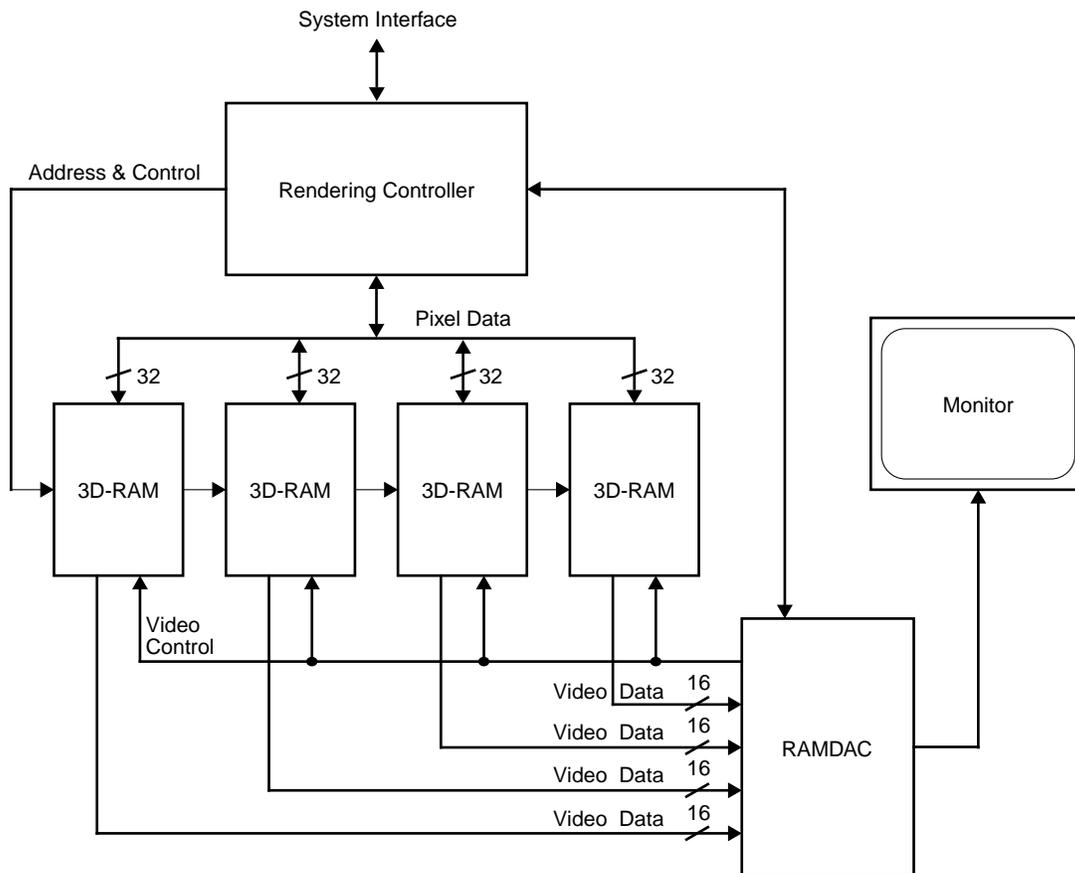 System Interface
Address & Control
Rendering Controller
Pixel Data
32
32
32
32
Monitor
3D-RAM
3D-RAM
3D-RAM
3D-RAM
Video
Control
Video Data
16
Video Data
16
RAMDAC
Video Data
16
Video Data
16